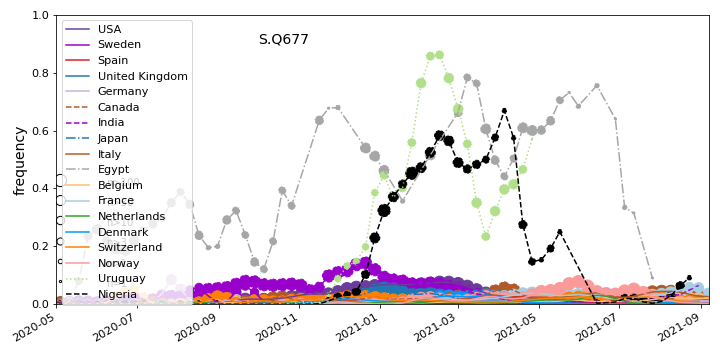 S.Q677
frequency
1.0
0.8
0.6
0.4
0.2
0.0
USA
Sweden
Spain
United Kingdom
Germany
Canada
India
Japan
Italy
Egypt
Belgium
France
Netherlands
Denmark
Switzerland
Norway
Uruguay
Nigeria
2020-05
2020-07
2020-09
2020-11
2021-01
2021-03
2021-05
2021-07
2021-09